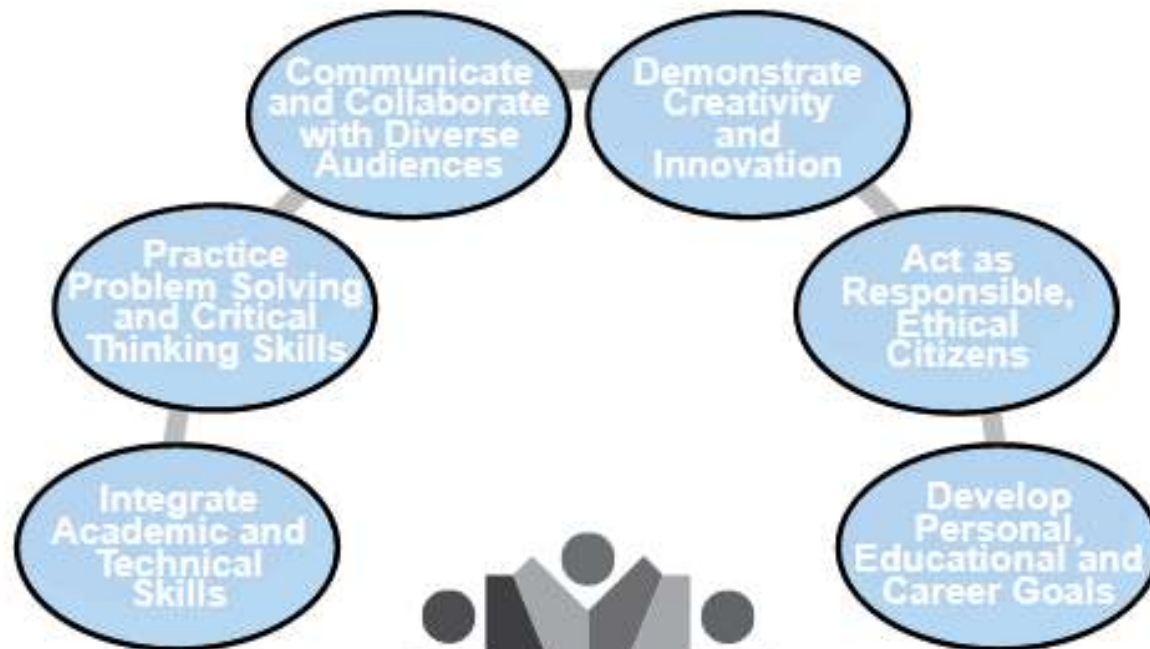 Communicate
and Collaborate
with Diverse
Audiences
Demonstrate
Creativity
and
Innovation
Practice
Problem Solving
and Critical
Thinking Skills
Act as
Responsible,
Ethical
Citizens
Integrate
Academic and
Technical
Skills
Develop
Personal,
Educational and
Career Goals